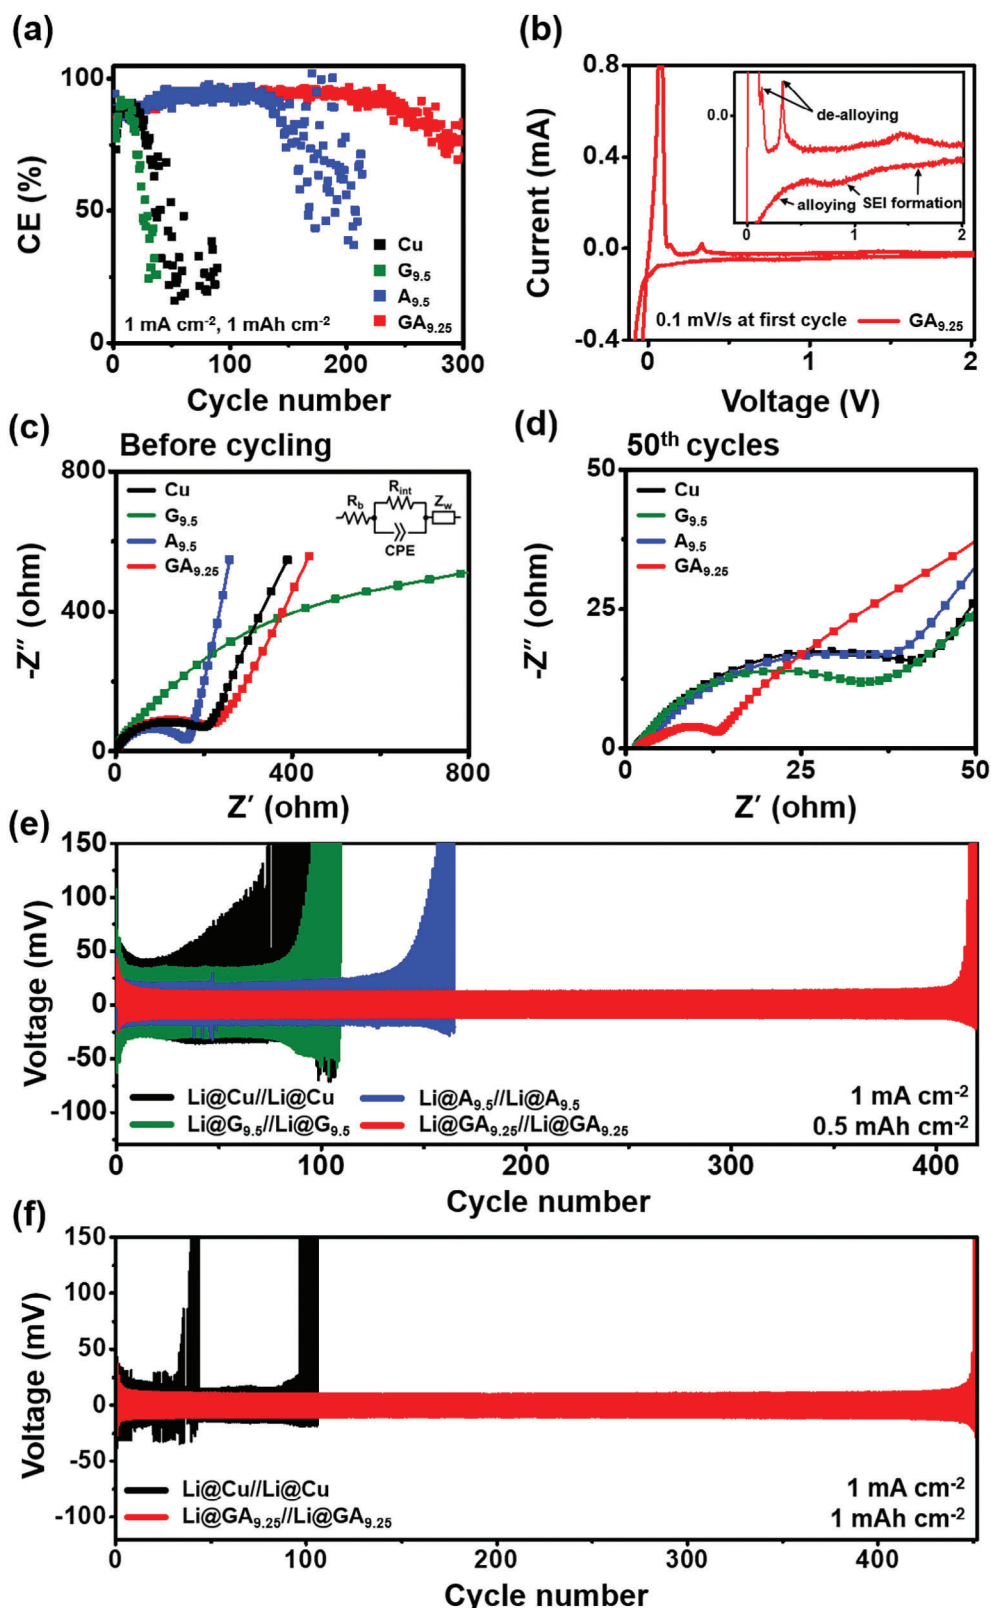 (a)
100
50
0
CE (%)
Cu
G9.5
A9.5
GA9.25
1 mA cm-2, 1 mAh cm-2
0
100
200
300
Cycle number
(b)
0.8
0.4
0.0
-0.4
Current (mA)
0.0
de-alloying
alloying
SEI formation
0
1
2
0.1 mV/s at first cycle
GA9.25
0
1
2
Voltage (V)
(c)
Before cycling
800
400
0
-Z″ (ohm)
Cu
G9.5
A9.5
GA9.25
Rb
Rint
Zw
CPE
0
400
800
Z′ (ohm)
(d)
50th cycles
50
25
0
-Z″ (ohm)
Cu
G9.5
A9.5
GA9.25
0
25
50
Z′ (ohm)
(e)
150
100
50
0
-50
-100
Voltage (mV)
Li@Cu//Li@Cu
Li@A9.5//Li@A9.5
Li@G9.5//Li@G9.5
Li@GA9.25//Li@GA9.25
1 mA cm-2
0.5 mAh cm-2
0
100
200
300
400
Cycle number
(f)
150
100
50
0
-50
-100
Voltage (mV)
Li@Cu//Li@Cu
Li@GA9.25//Li@GA9.25
1 mA cm-2
1 mAh cm-2
0
100
200
300
400
Cycle number